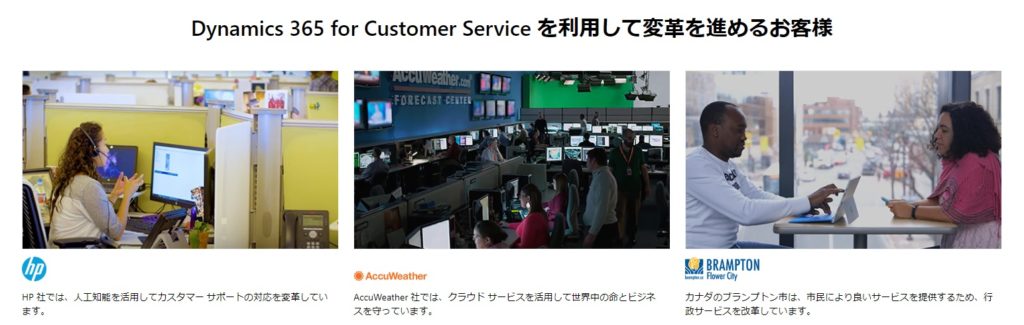 Dynamics 365 for Customer Service を利用して変革を進めるお客様
AccuWeather.com
FORECAST CENTER
hp
AccuWeather
BRAMPTON
Flower City
HP 社では、人工知能を活用してカスタマー サポートの対応を変革してい
ます。
AccuWeather 社では、クラウド サービスを活用して世界中の命とビジネ
スを守っています。
カナダのブランプトン市は、市民により良いサービスを提供するため、行
政サービスを改革しています。